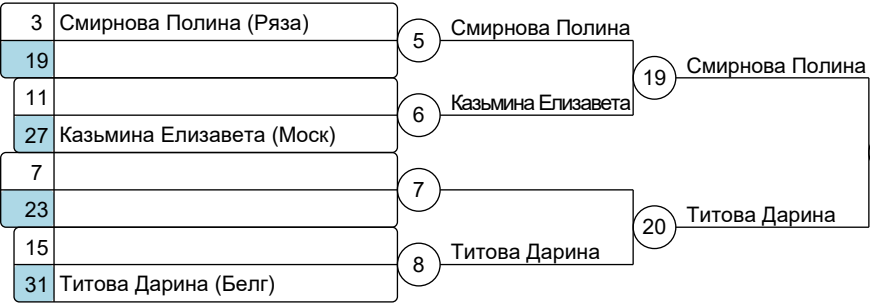 3 Смирнова Полина (Ряза)
19
11
27 Казьмина Елизавета (Моск)
7
23
15
31 Титова Дарина (Белг)
5 Смирнова Полина
6 Казьмина Елизавета
7
8 Титова Дарина
19 Смирнова Полина
20 Титова Дарина